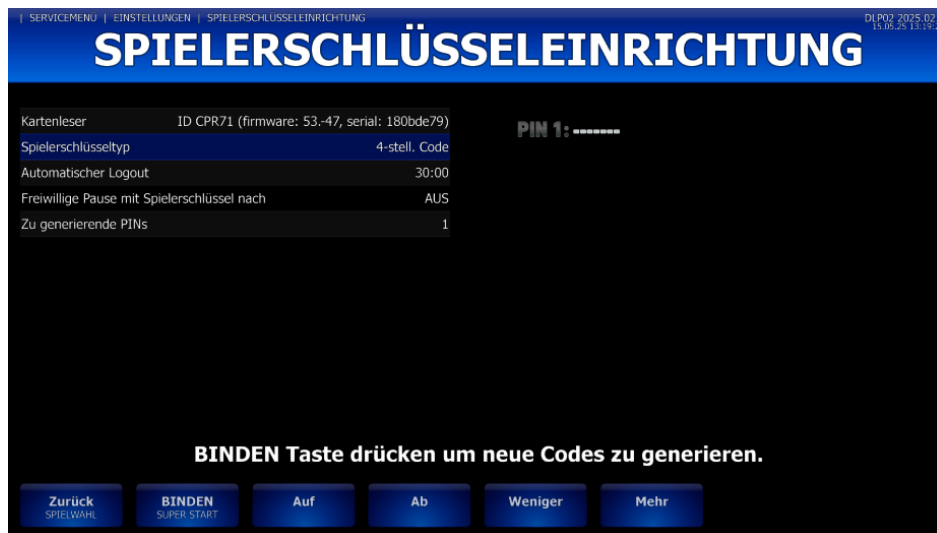 | SERVICEMENÜ | EINSTELLUNGEN | SPIELERSCHLÜSSELEINRICHTUNG
DLP02 2025.02
15.05.25 13:19:
SPIELERSCHLÜSSELEINRICHTUNG
Kartenleser ID CPR71 (firmware: 53.-47, serial: 180bde79)
PIN 1: -------
Spielerschlüsseltyp 4-stell. Code
Automatischer Logout 30:00
Freiwillige Pause mit Spielerschlüssel nach AUS
Zu generierende PINs 1
BINDEN Taste drücken um neue Codes zu generieren.
Zurück BINDEN Auf Ab Weniger Mehr
SPIELWAHL SUPER START